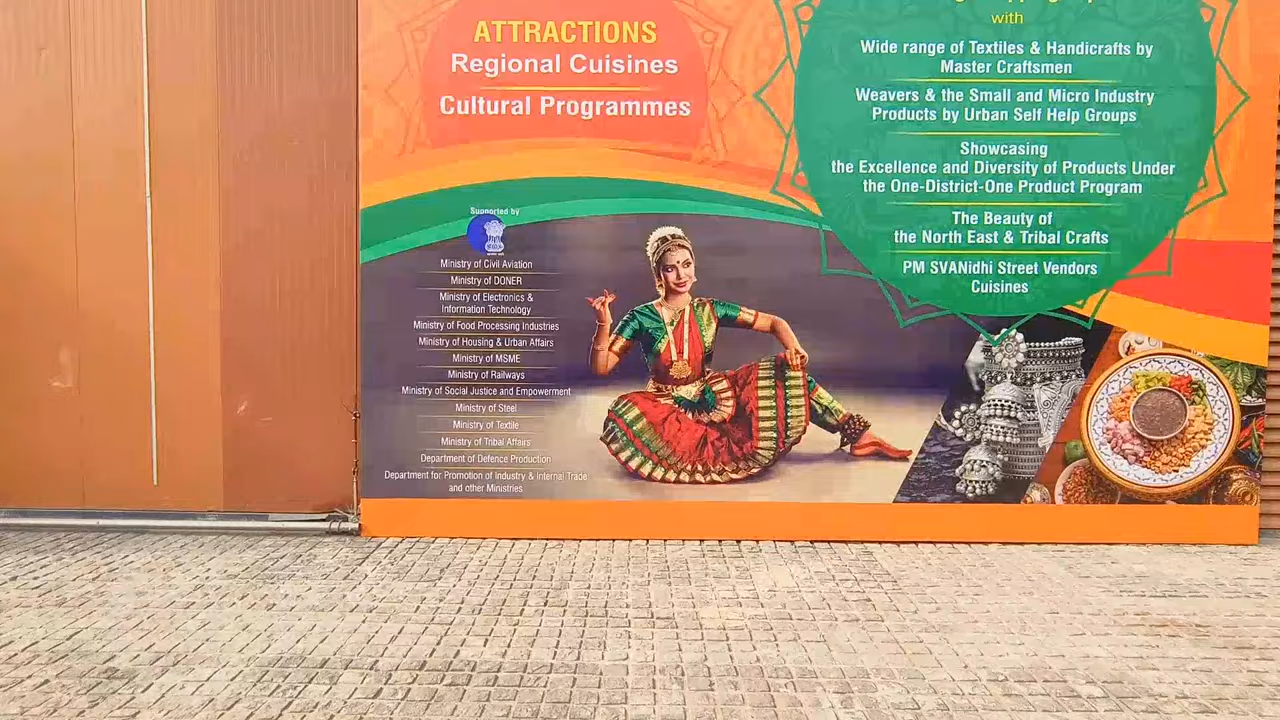 ATTRACTIONS
Regional Cuisines
Cultural Programmes
with
Wide range of Textiles & Handicrafts by
Master Craftsmen
Weavers & the Small and Micro Industry
Products by Urban Self Help Groups
Showcasing
the Excellence and Diversity of Products Under
the One-District-One Product Program
The Beauty of
the North East & Tribal Crafts
PM SVANidhi Street Vendors
Cuisines
Supported by
Ministry of Civil Aviation
Ministry of DONER
Ministry of Electronics &
Information Technology
Ministry of Food Processing Industries
Ministry of Housing & Urban Affairs
Ministry of MSME
Ministry of Railways
Ministry of Social Justice and Empowerment
Ministry of Steel
Ministry of Textile
Ministry of Tribal Affairs
Department of Defence Production
Department for Promotion of Industry & Internal Trade
and other Ministries